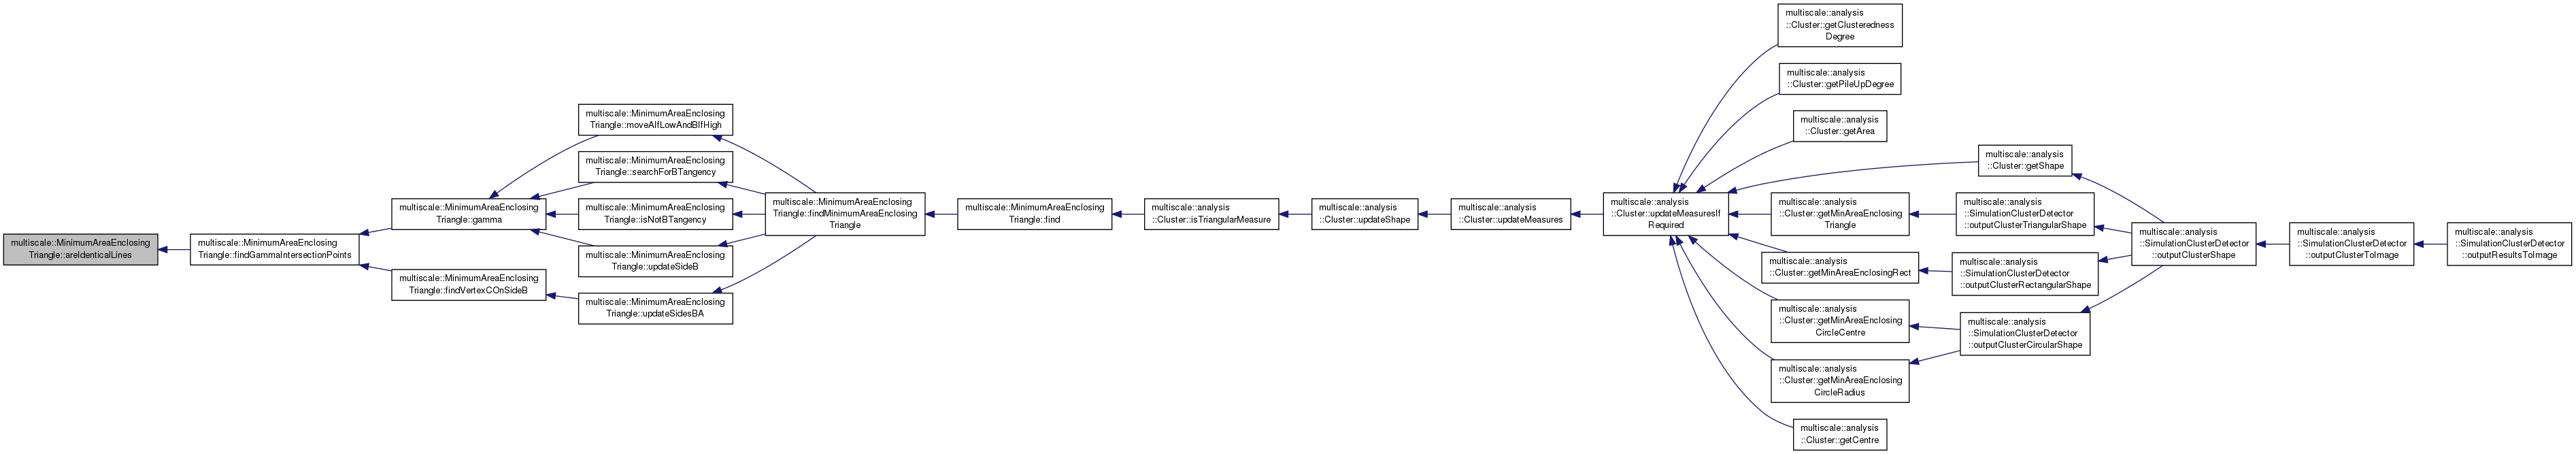 multiscale::MinimumAreaEnclosing
Triangle::areIdenticalLines
multiscale::MinimumAreaEnclosing
Triangle::findGammaIntersectionPoints
multiscale::MinimumAreaEnclosing
Triangle::gamma
multiscale::MinimumAreaEnclosing
Triangle::findVertexCOnSideB
multiscale::MinimumAreaEnclosing
Triangle::moveAIfLowAndBIfHigh
multiscale::MinimumAreaEnclosing
Triangle::searchForBTangency
multiscale::MinimumAreaEnclosing
Triangle::isNotBTangency
multiscale::MinimumAreaEnclosing
Triangle::updateSideB
multiscale::MinimumAreaEnclosing
Triangle::updateSidesBA
multiscale::MinimumAreaEnclosing
Triangle::findMinimumAreaEnclosing
Triangle
multiscale::MinimumAreaEnclosing
Triangle::find
multiscale::analysis
::Cluster::isTriangularMeasure
multiscale::analysis
::Cluster::updateShape
multiscale::analysis
::Cluster::updateMeasures
multiscale::analysis
::Cluster::updateMeasuresIf
Required
multiscale::analysis
::Cluster::getClusteredness
Degree
multiscale::analysis
::Cluster::getPileUpDegree
multiscale::analysis
::Cluster::getArea
multiscale::analysis
::Cluster::getShape
multiscale::analysis
::Cluster::getMinAreaEnclosing
Triangle
multiscale::analysis
::Cluster::getMinAreaEnclosingRect
multiscale::analysis
::Cluster::getMinAreaEnclosing
CircleCentre
multiscale::analysis
::Cluster::getMinAreaEnclosing
CircleRadius
multiscale::analysis
::Cluster::getCentre
multiscale::analysis
::SimulationClusterDetector
::outputClusterTriangularShape
multiscale::analysis
::SimulationClusterDetector
::outputClusterRectangularShape
multiscale::analysis
::SimulationClusterDetector
::outputClusterCircularShape
multiscale::analysis
::SimulationClusterDetector
::outputClusterShape
multiscale::analysis
::SimulationClusterDetector
::outputClusterToImage
multiscale::analysis
::SimulationClusterDetector
::outputResultsToImage